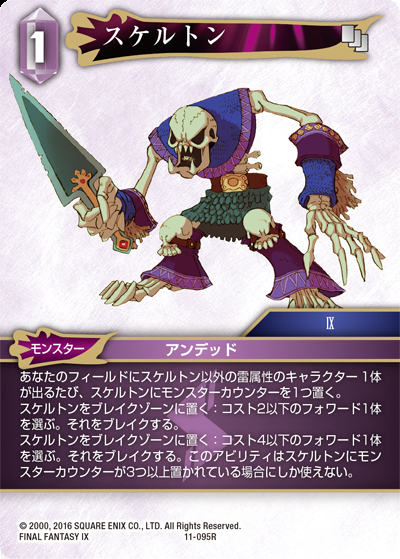 1
スケルトン
IX
モンスター
アンデッド
あなたのフィールドにスケルトン以外の雷属性のキャラクター 1体
が出るたび、スケルトンにモンスターカウンターを1つ置く。
スケルトンをブレイクゾーンに置く：コスト2以下のフォワード1体
を選ぶ。それをブレイクする。
スケルトンをブレイクゾーンに置く：コスト4以下のフォワード1体
を選ぶ。それをブレイクする。このアビリティはスケルトンにモ
ンスターカウンターが3つ以上置かれている場合にしか使えない。
© 2000, 2016 SQUARE ENIX CO., LTD. All Rights Reserved.
FINAL FANTASY IX
11-095R